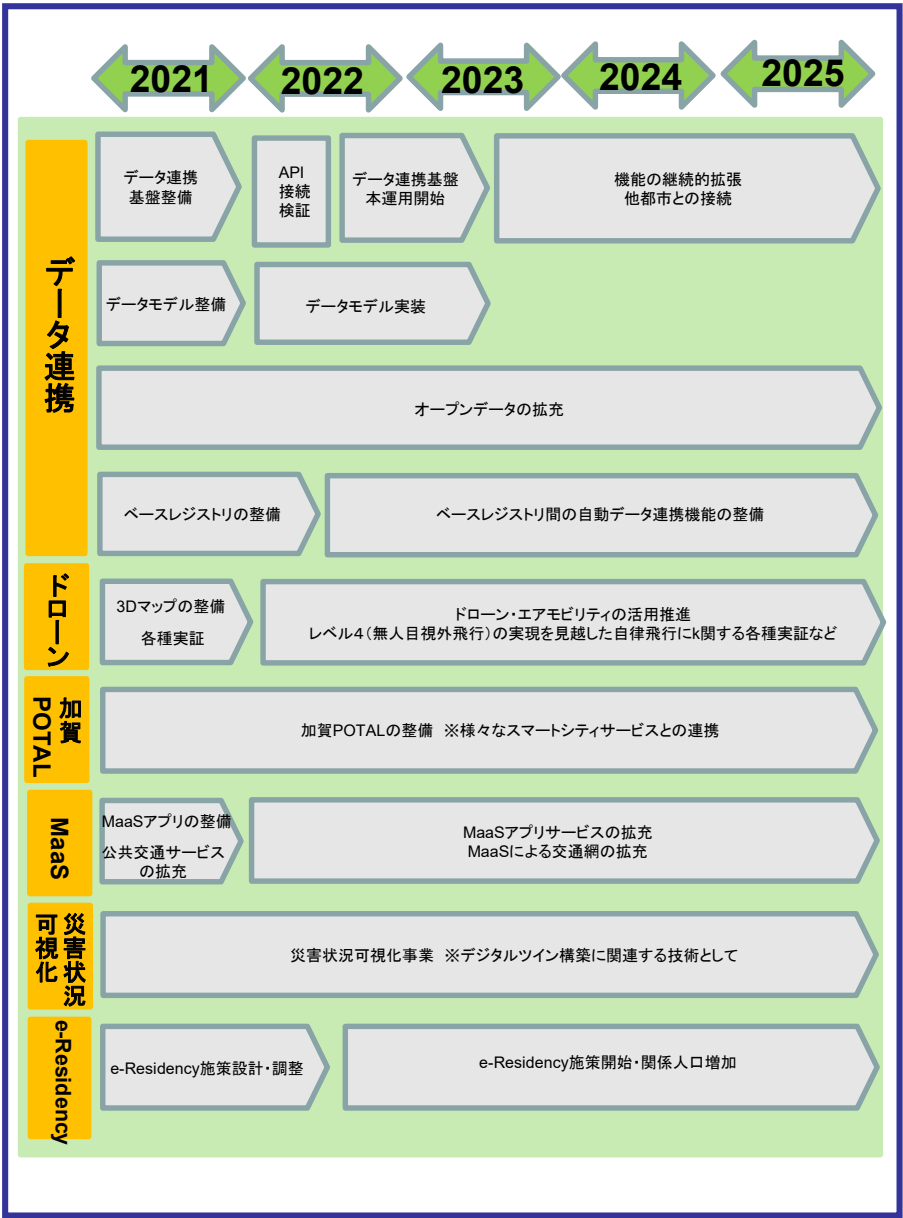 2021
2022
2023
2024
2025
データ連携
データ連携
基盤整備
API
接続
検証
データ連携基盤
本運用開始
機能の継続的拡張
他都市との接続
データモデル整備
データモデル実装
オープンデータの拡充
ベースレジストリの整備
ベースレジストリ間の自動データ連携機能の整備
ドローン
3Dマップの整備
各種実証
ドローン・エアモビリティの活用推進
レベル4(無人目視外飛行)の実現を見越した自律飛行にk関する各種実証など
加賀
POTAL
加賀POTALの整備 ※様々なスマートシティサービスとの連携
MaaS
MaaSアプリの整備
公共交通サービス
の拡充
MaaSアプリサービスの拡充
MaaSによる交通網の拡充
災害状況
可視化
災害状況可視化事業 ※デジタルツイン構築に関連する技術として
e-Residency
e-Residency施策設計・調整
e-Residency施策開始・関係人口増加